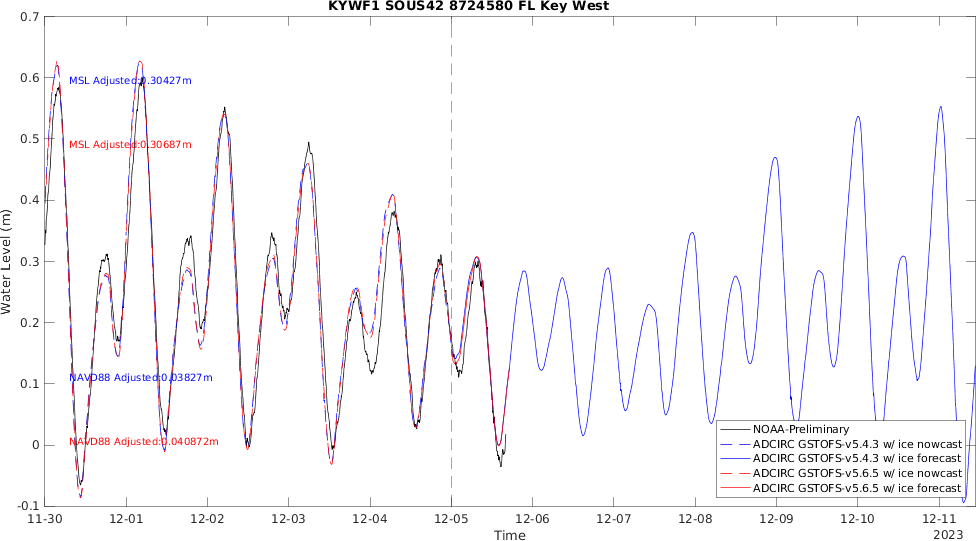 KYWF1 SOUS42 8724580 FL Key West
0.7
0.6
0.5
0.4
0.3
0.2
0.1
0
-0.1
Water Level (m)
MSL Adjusted:0.30427m
MSL Adjusted:0.30687m
NAVD88 Adjusted:0.03827m
NAVD88 Adjusted:0.040872m
NOAA-Preliminary
ADCIRC GSTOFS-v5.4.3 w/ ice nowcast
ADCIRC GSTOFS-v5.4.3 w/ ice forecast
ADCIRC GSTOFS-v5.6.5 w/ ice nowcast
ADCIRC GSTOFS-v5.6.5 w/ ice forecast
11-30 12-01 12-02 12-03 12-04 12-05 12-06 12-07 12-08 12-09 12-10 12-11
Time
2023